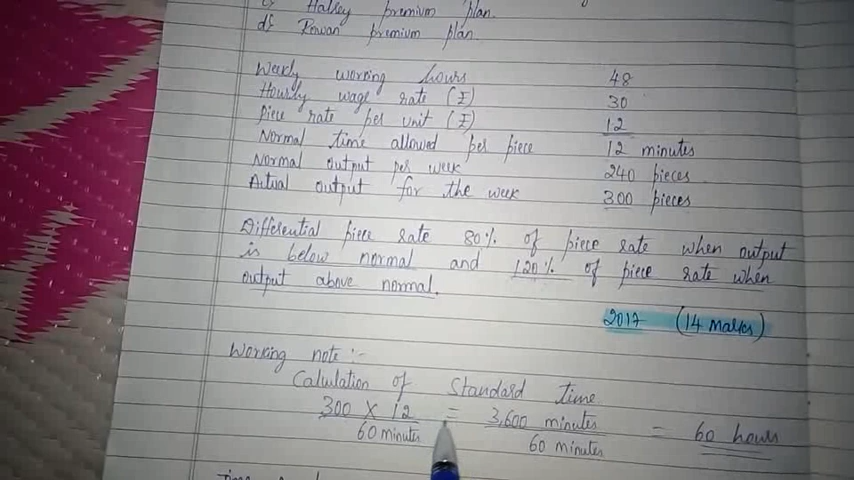 c) Halsey premium plan.
d) Rowan premium plan.
Weekly working hours 48
Hourly wage rate (₹) 30
Piece rate per unit (₹) 12
Normal time allowed per piece 12 minutes
Normal output per week 240 pieces
Actual output for the week 300 pieces
Differential piece rate 80% of piece rate when output
is below normal and 120% of piece rate when
output above normal.
2017 (14 marks)
Working note :-
Calculation of Standard time
300 X 12 = 3,600 minutes = 60 hours
60 minutes 60 minutes